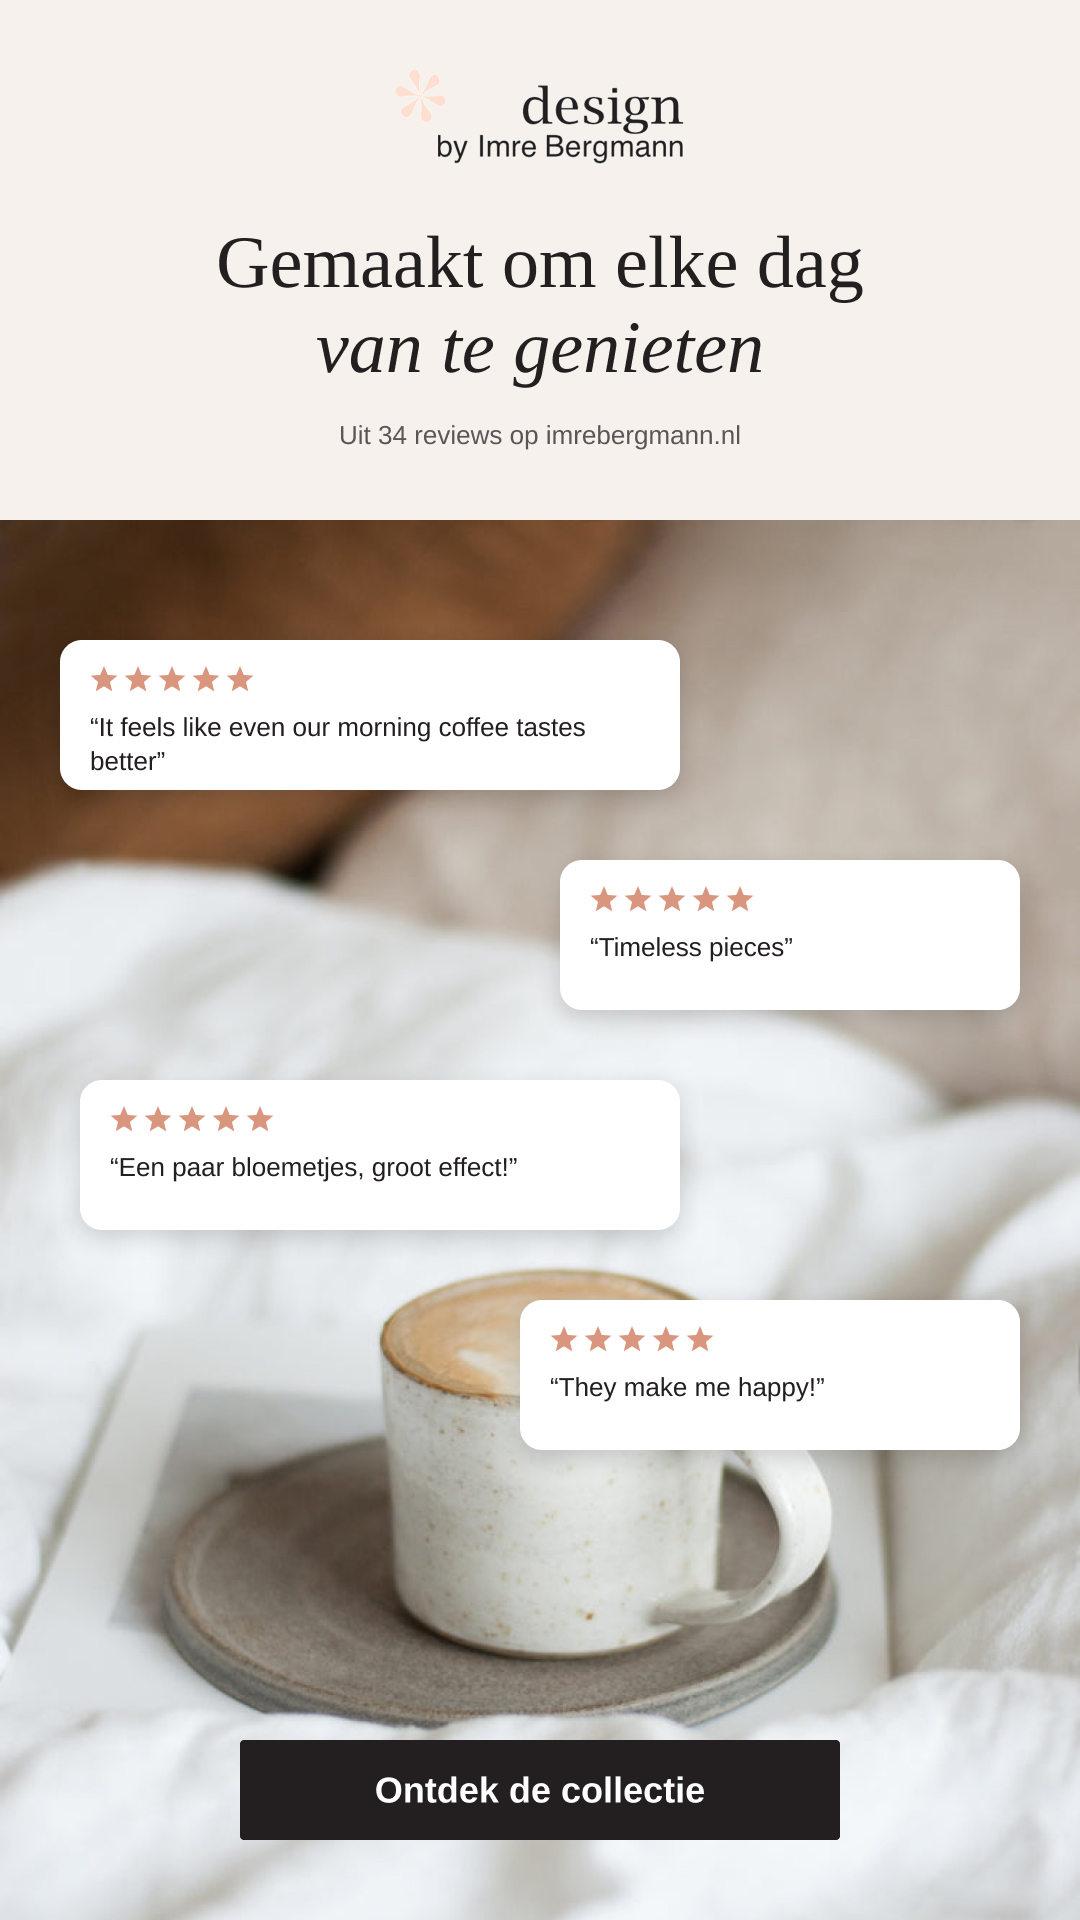 design
by Imre Bergmann
Gemaakt om elke dag
van te genieten
Uit 34 reviews op imrebergmann.nl
“It feels like even our morning coffee tastes
better”
“Timeless pieces”
“Een paar bloemetjes, groot effect!”
“They make me happy!”
Ontdek de collectie